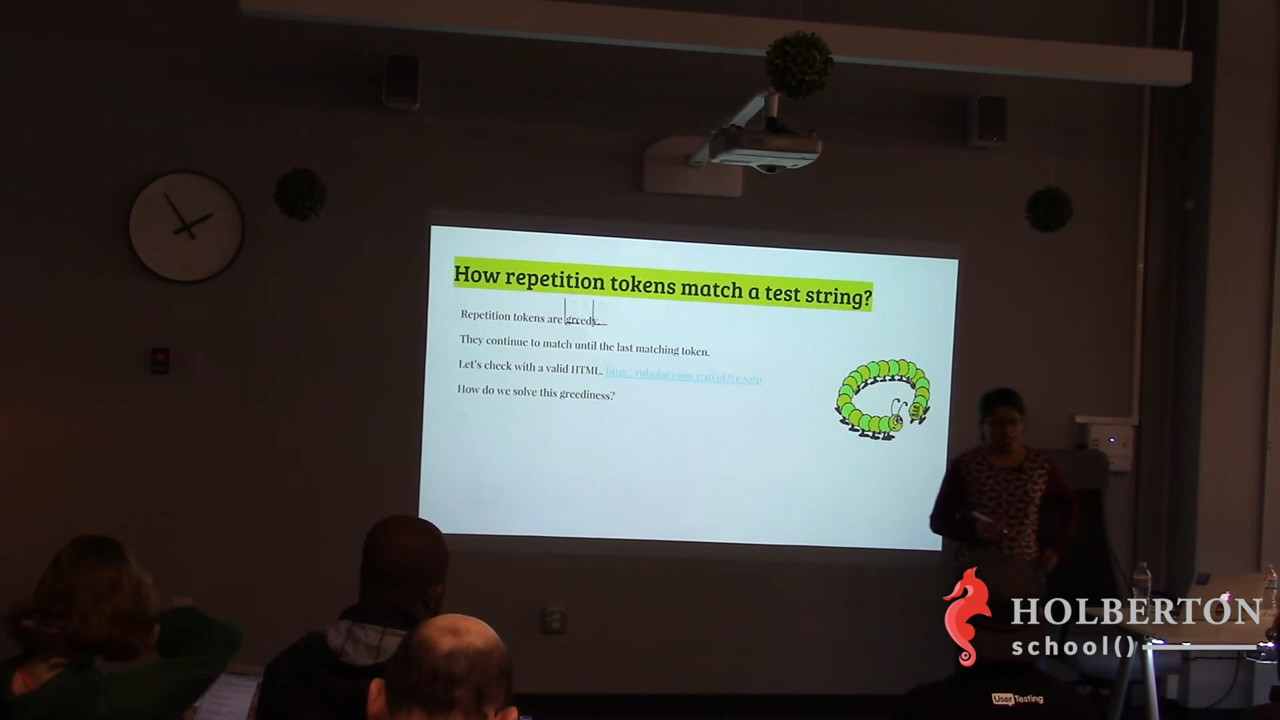 How repetition tokens match a test string?
Repetition tokens are greedy.
They continue to match until the last matching token.
Let's check with a valid HTML.
How do we solve this greediness?
HOLBERTON
school()
UserTesting